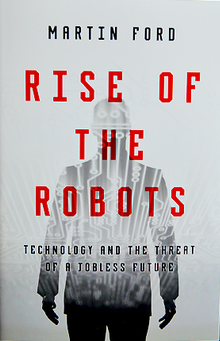 MARTIN FORD
RISE OF
THE
ROBOTS
TECHNOLOGY AND THE THREAT
OF A JOBLESS FUTURE